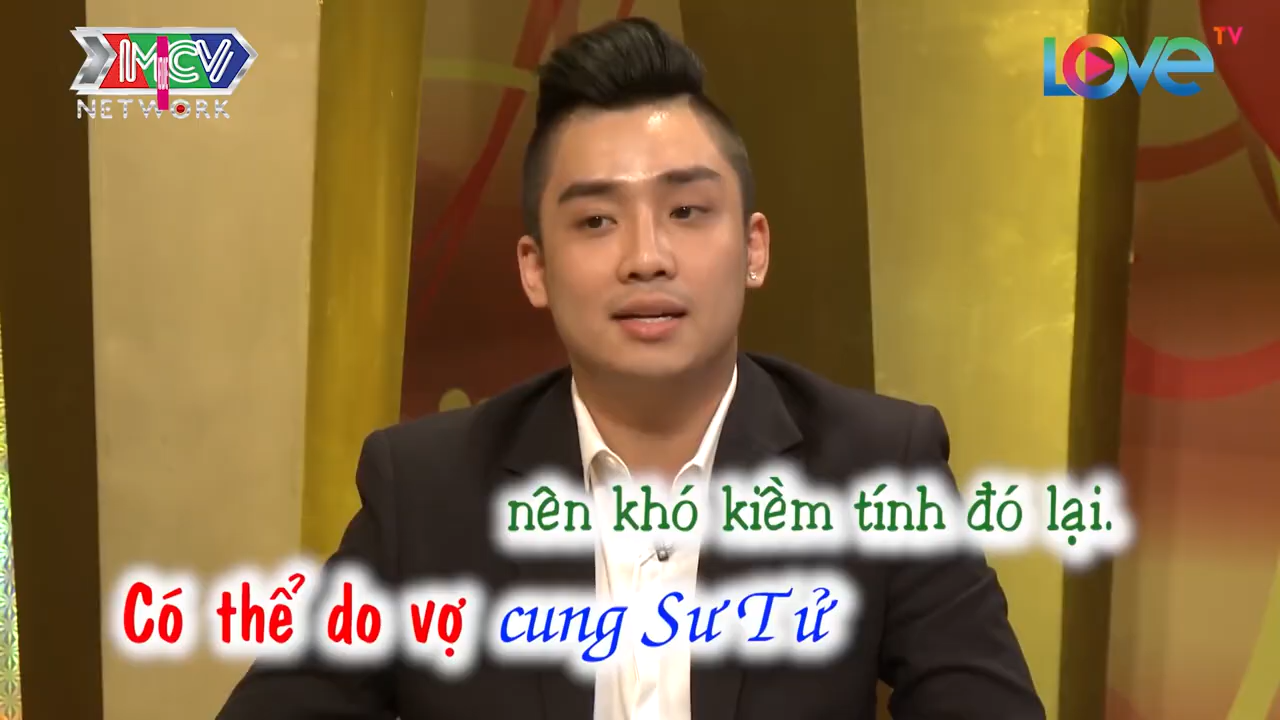 MCV
NETWORK
LOVE TV
nên khó kiềm tính đó lại.
Có thể do vợ cung Sư Tử